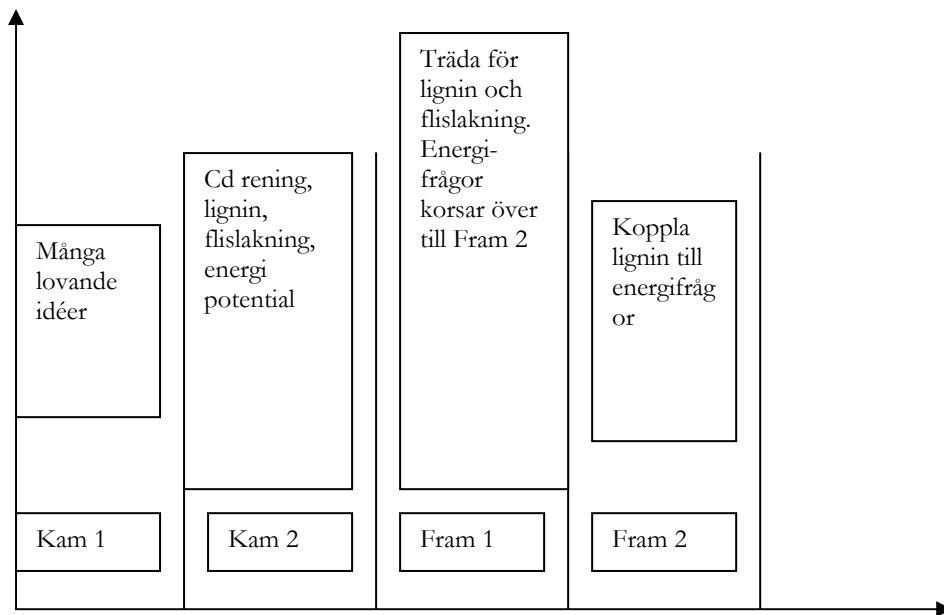 Många
lovande
idéer
Cd rening,
lignin,
flislakning,
energi
potential
Träda för
lignin och
flislakning.
Energi-
frågor
korsar över
till Fram 2
Koppla
lignin till
energifråg
or
Kam 1
Kam 2
Fram 1
Fram 2